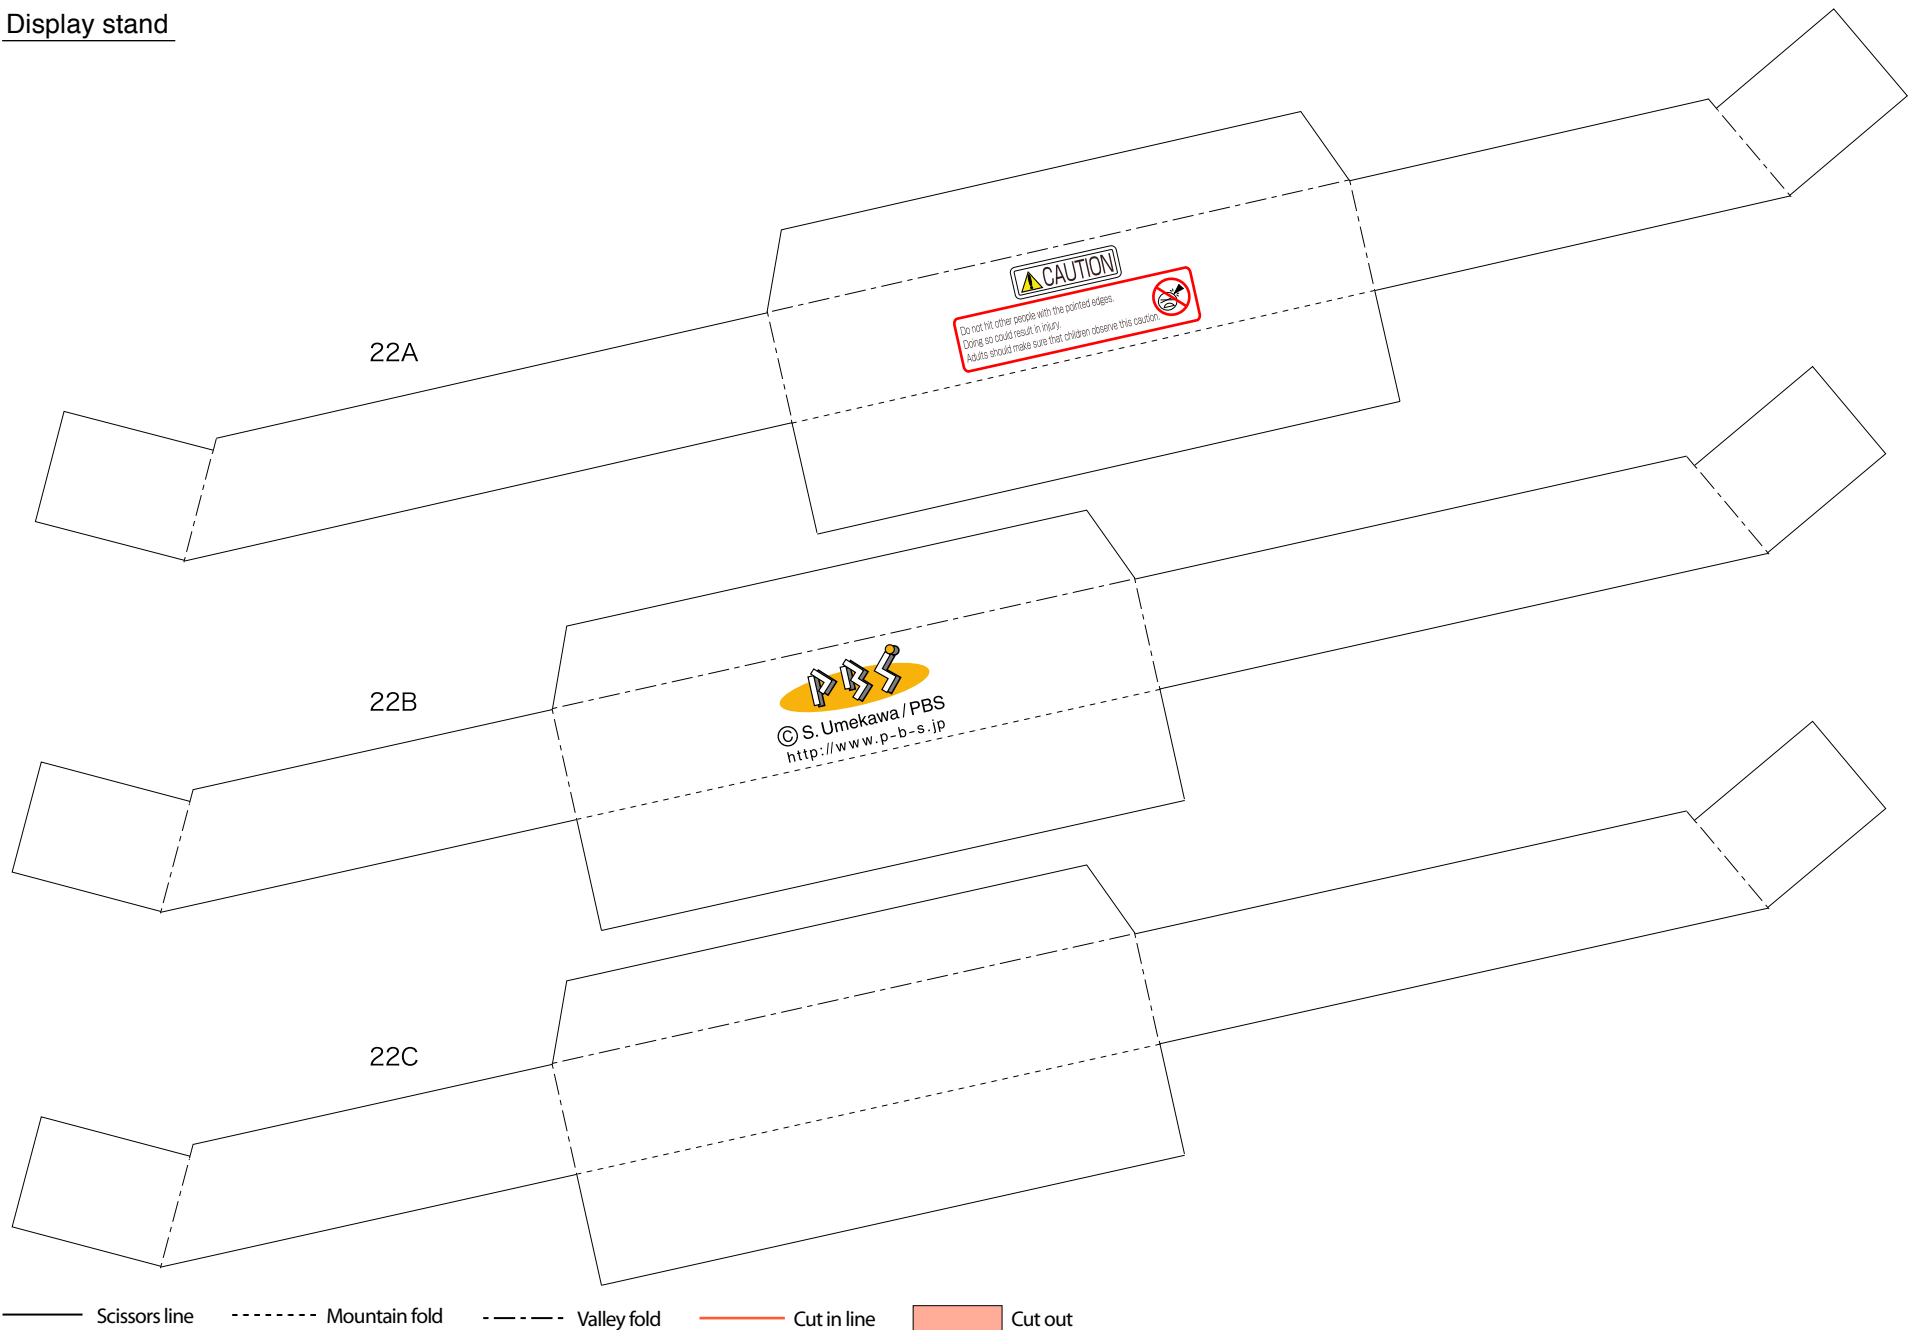 Display stand
22A
CAUTION
Do not hit other people with the pointed edges.
Doing so could result in injury.
Adults should make sure that children observe this caution.
22B
PBS
© S. Umekawa / PBS
http://www.p-b-s.jp
22C
Scissors line
Mountain fold
Valley fold
Cut in line
Cut out